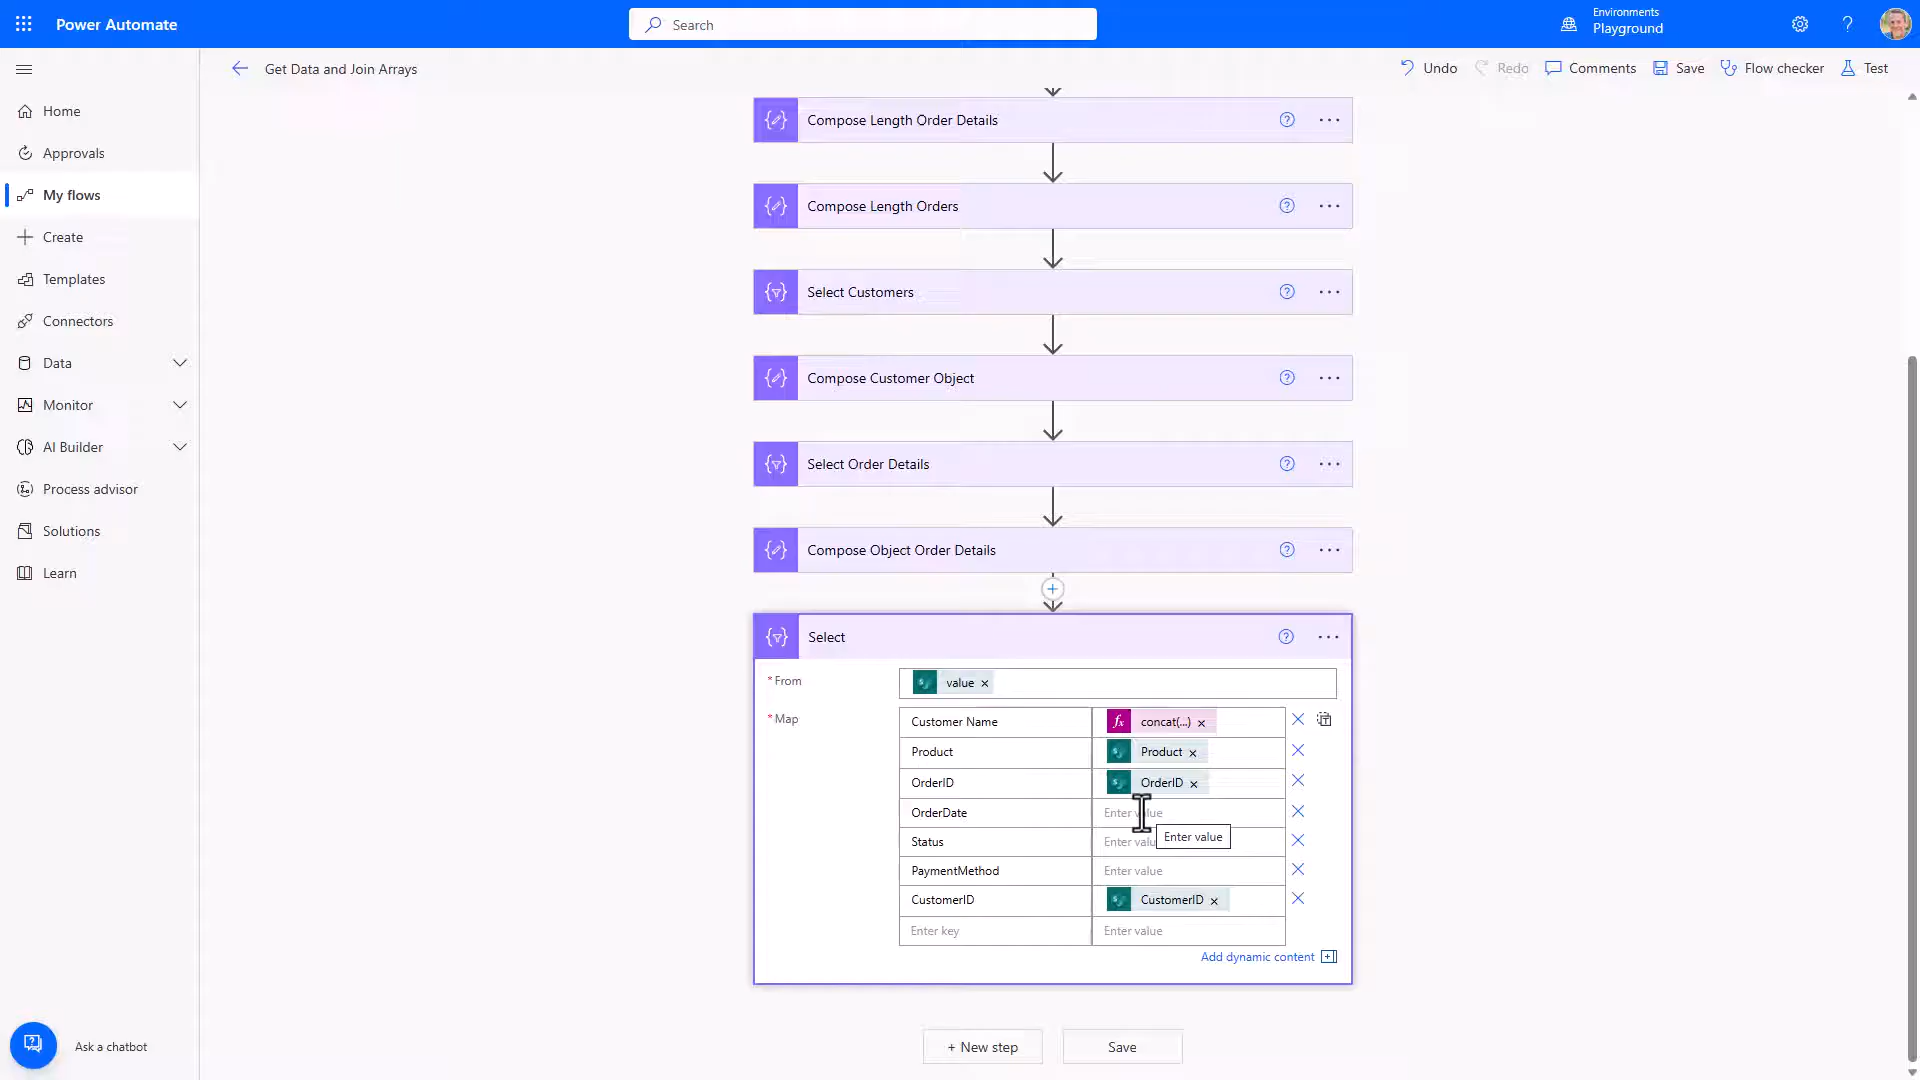 Power Automate
Search
Environments
Playground
Get Data and Join Arrays
Undo
Redo
Comments
Save
Flow checker
Test
Home
Approvals
My flows
Create
Templates
Connectors
Data
Monitor
AI Builder
Process advisor
Solutions
Learn
Ask a chatbot
Compose Length Order Details
Compose Length Orders
Select Customers
Compose Customer Object
Select Order Details
Compose Object Order Details
Select
* From
value
* Map
Customer Name
concat(...)
Product
Product
OrderID
OrderID
OrderDate
Enter value
Enter value
Status
Enter value
PaymentMethod
Enter value
CustomerID
CustomerID
Enter key
Enter value
Add dynamic content
+ New step
Save